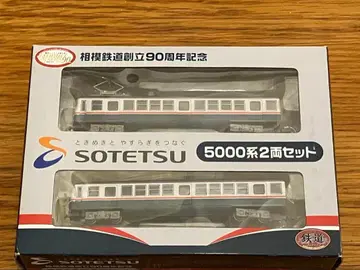 相模鉄道創立90周年記念
ときめきと やすらぎをつなぐ
SOTETSU
5000系2両セット
鉄道
SOTETSU